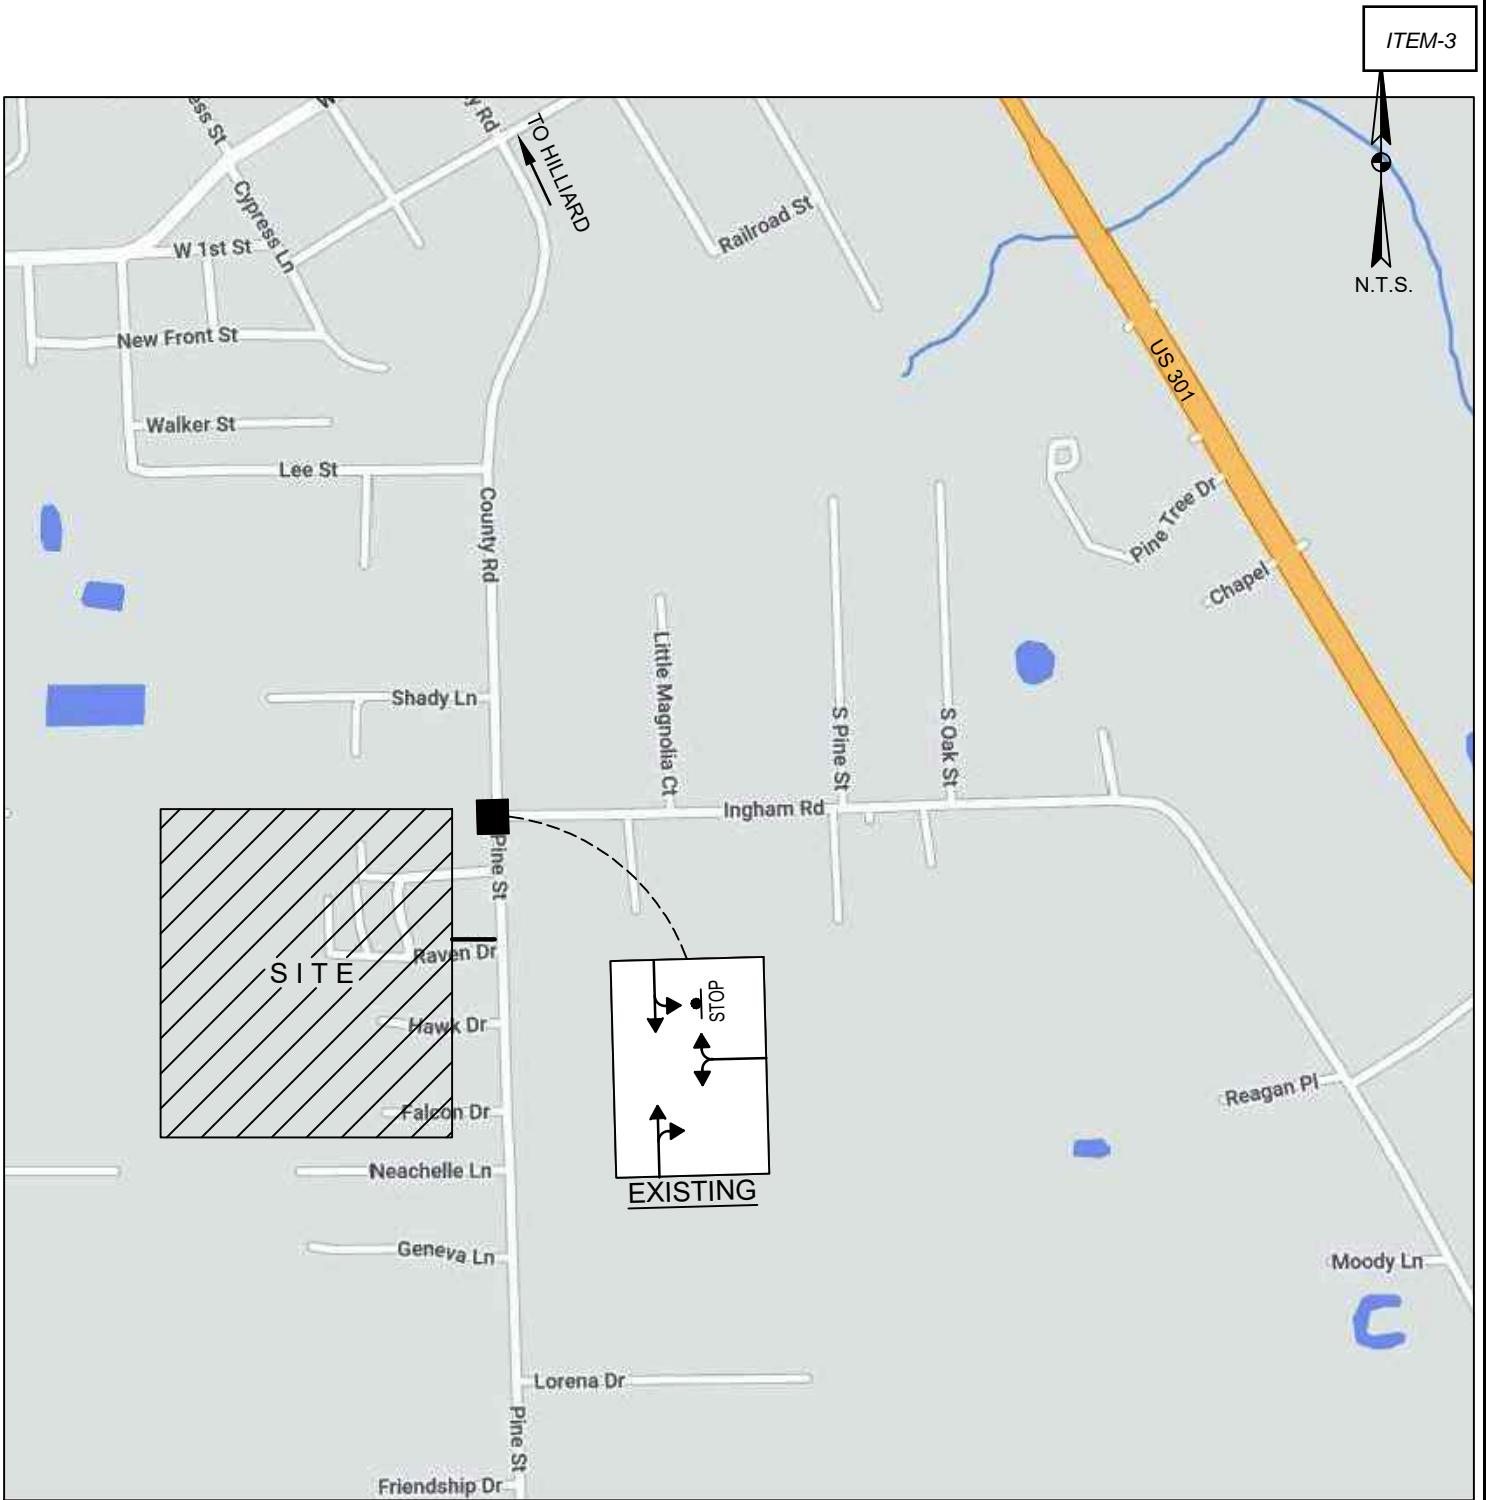 ITEM-3
N.T.S.
ess St
y Rd
TO HILLIARD
Cypress Ln
W 1st St
Railroad St
New Front St
US 301
Walker St
Lee St
County Rd
Pine Tree Dr
Chapel
Little Magnolia Ct
Shady Ln
S Pine St
S Oak St
Ingham Rd
Pine St
Raven Dr
SITE
STOP
Hawk Dr
Reagan Pl
Falcon Dr
Neachelle Ln
EXISTING
Geneva Ln
Moody Ln
Lorena Dr
Pine St
Friendship Dr